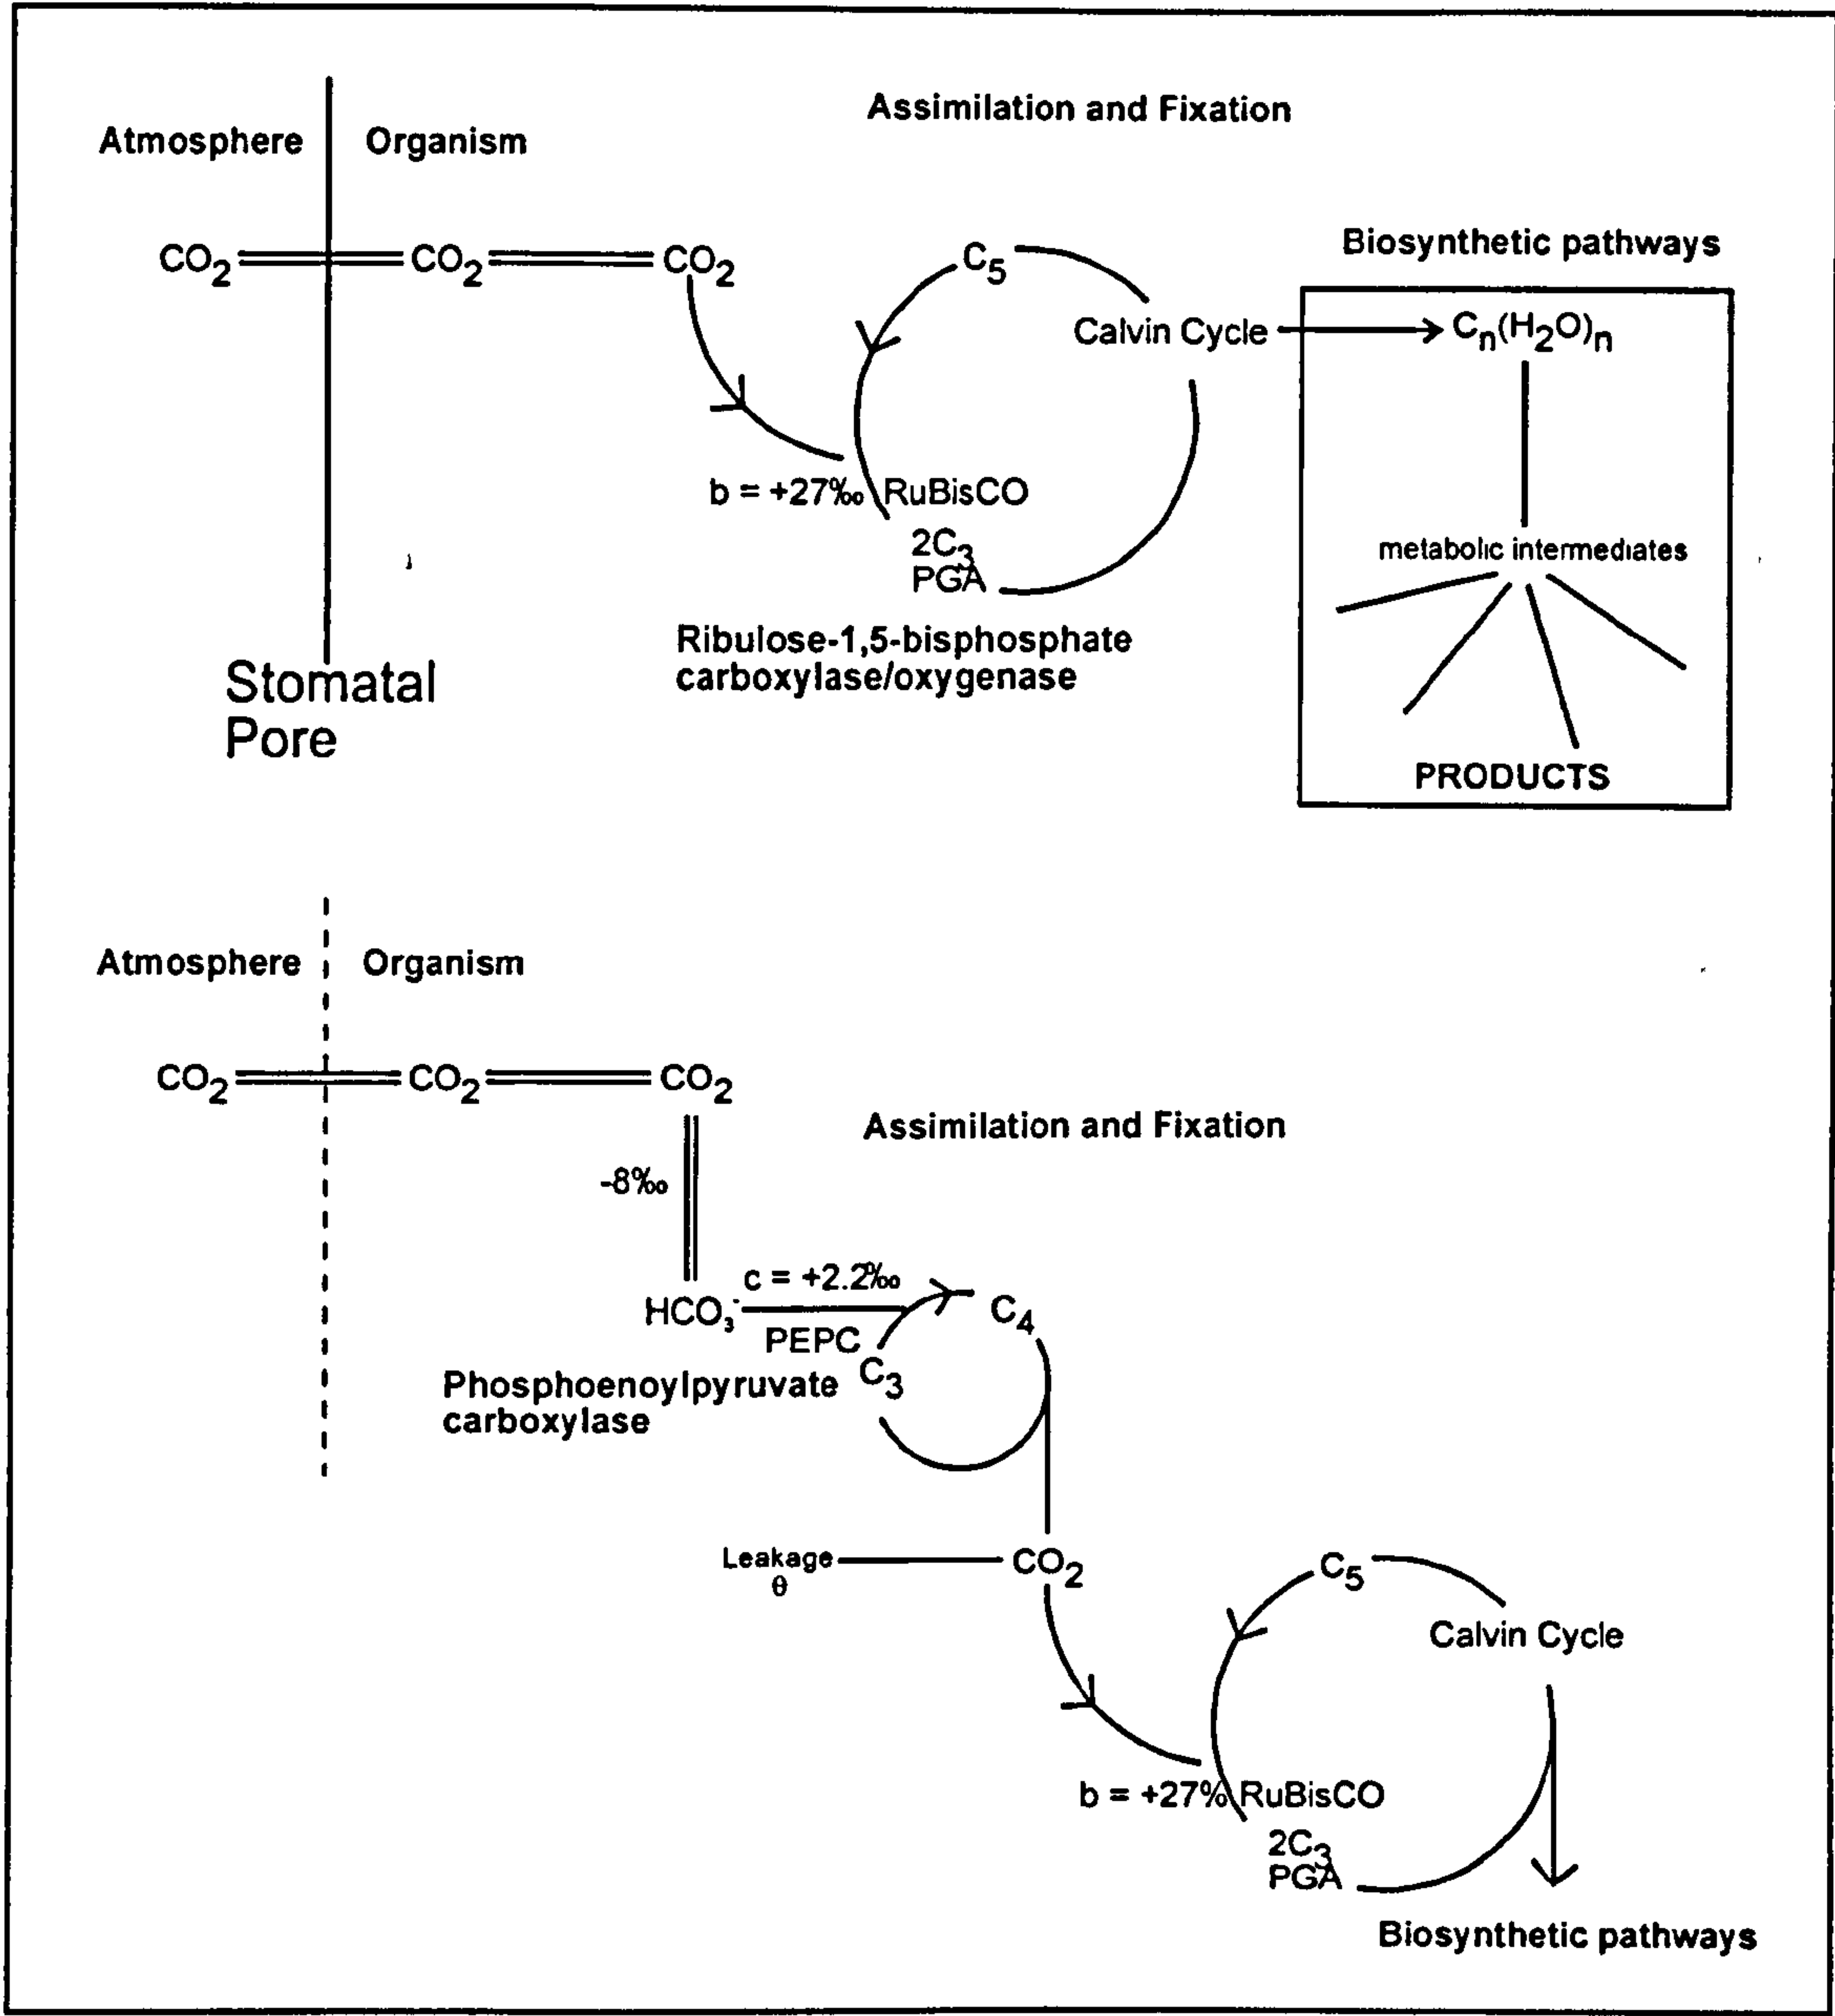 Assimilation and Fixation
Atmosphere
Organism
CO₂
CO₂
CO₂
C₅
Biosynthetic pathways
Calvin Cycle
Cₙ(H₂O)ₙ
b = +27‰
RuBisCO
2C₃
PGA
metabolic intermediates
Ribulose-1,5-bisphosphate
carboxylase/oxygenase
Stomatal
Pore
PRODUCTS
Atmosphere
Organism
CO₂
CO₂
CO₂
Assimilation and Fixation
-8‰
c = +2.2‰
HCO₃⁻
PEPC
C₄
C₃
Phosphoenoylpyruvate
carboxylase
Leakage
θ
CO₂
C₅
Calvin Cycle
b = +27%
RuBisCO
2C₃
PGA
Biosynthetic pathways